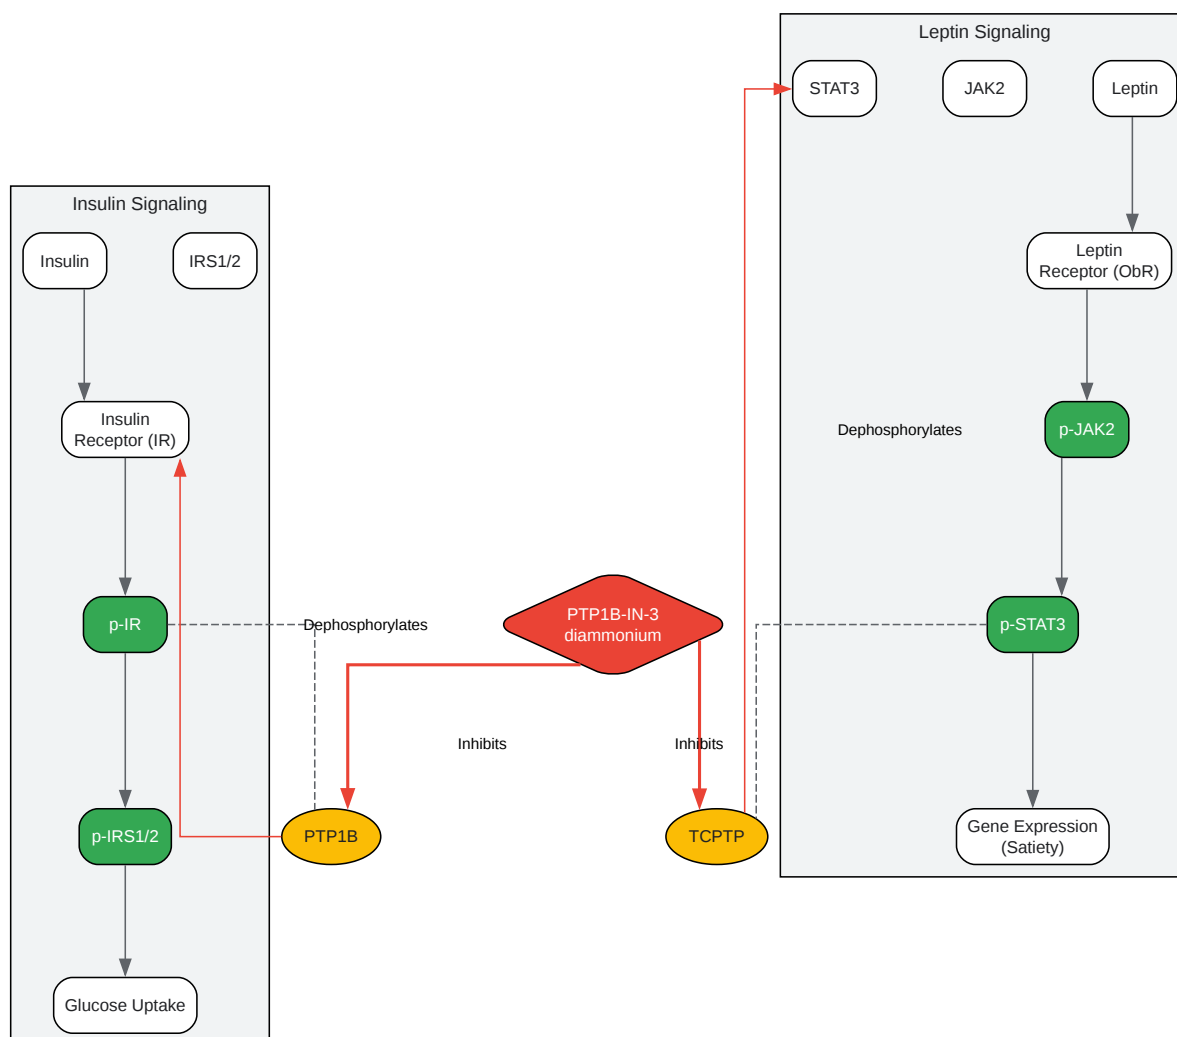 Leptin Signaling
STAT3
JAK2
Leptin
Insulin Signaling
Insulin
IRS1/2
Leptin
Receptor (ObR)
Insulin
Receptor (IR)
Dephosphorylates
p-JAK2
p-IR
Dephosphorylates
PTP1B-IN-3
diammonium
p-STAT3
Inhibits
Inhibits
p-IRS1/2
PTP1B
TCPTP
Gene Expression
(Satiety)
Glucose Uptake